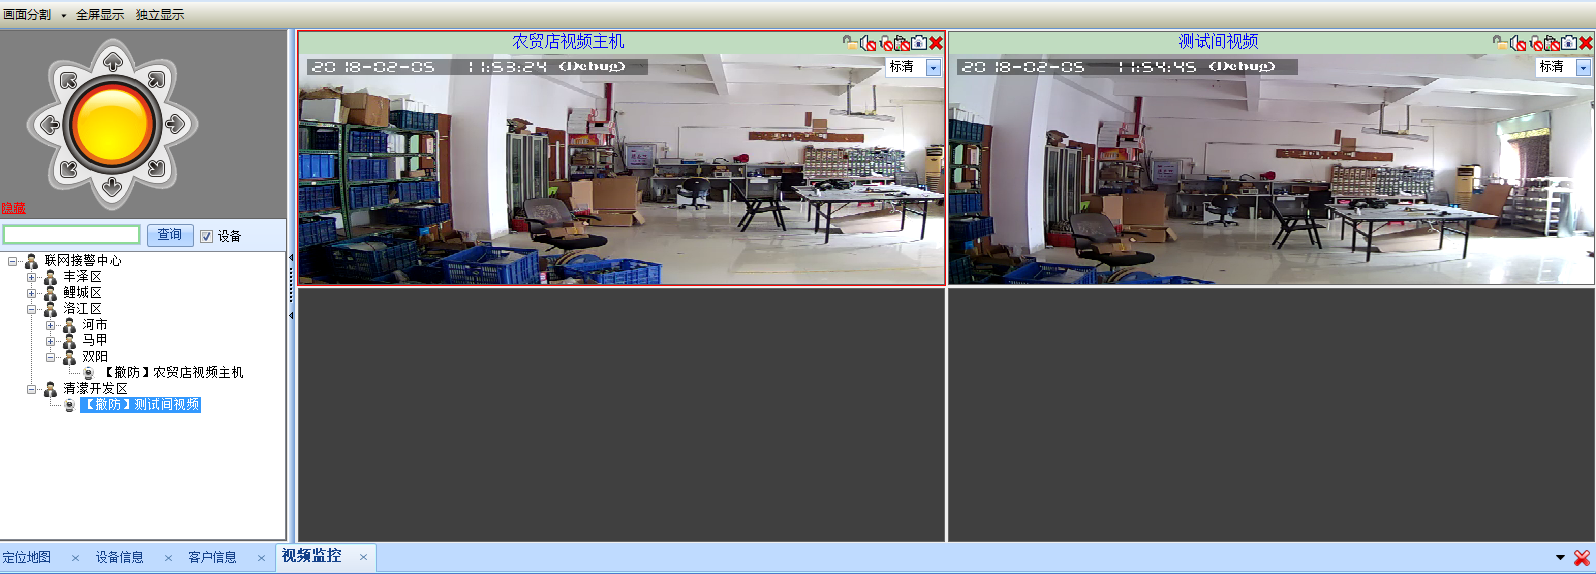 画面分割 全屏显示 独立显示
隐藏
查询 设备
联网接警中心
丰泽区
鲤城区
洛江区
河市
马甲
双阳
【撤防】农贸店视频主机
清濛开发区
【撤防】测试间视频
农贸店视频主机
2018-02-05 11:53:24 (Debug)
标清
测试间视频
2018-02-05 11:54:45 (Debug)
标清
定位地图 设备信息 客户信息 视频监控